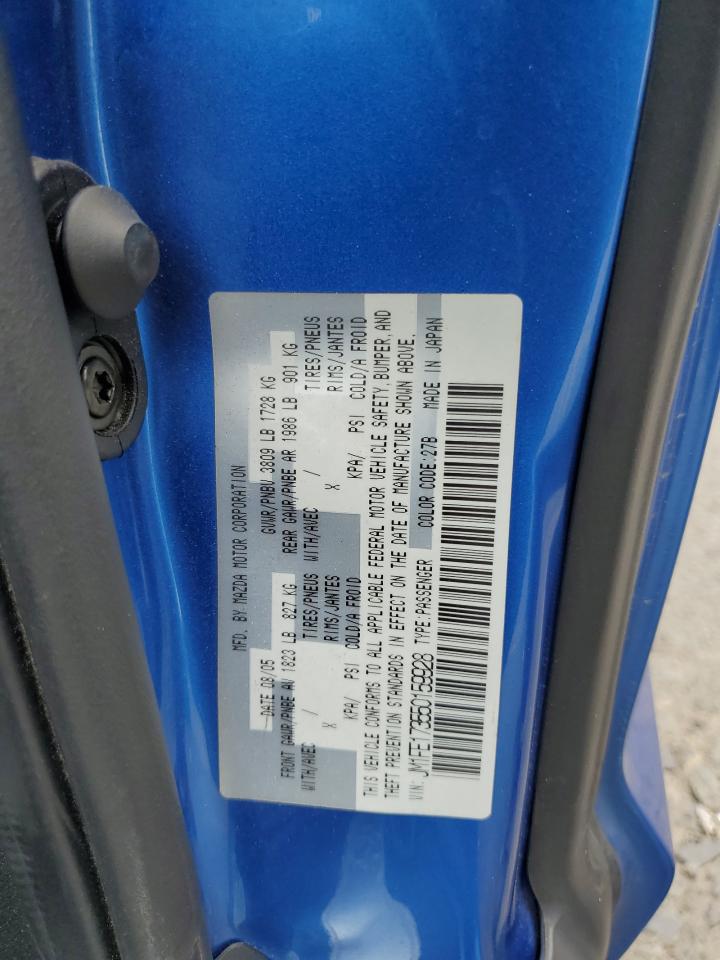 MFD. BY MAZDA MOTOR CORPORATION
DATE 08/05 GVWR/PNBV 3809 LB 1728 KG
FRONT GAWR/PNBE AV 1823 LB 827 KG REAR GAWR/PNBE AR 1986 LB 901 KG
WITH/AVEC / TIRES/PNEUS WITH/AVEC / TIRES/PNEUS
X RIMS/JANTES X RIMS/JANTES
KPA/ PSI COLD/A FROID KPA/ PSI COLD/A FROID
THIS VEHICLE CONFORMS TO ALL APPLICABLE FEDERAL MOTOR VEHICLE SAFETY, BUMPER, AND
THEFT PREVENTION STANDARDS IN EFFECT ON THE DATE OF MANUFACTURE SHOWN ABOVE.
VIN: JM1FE173550159928 TYPE:PASSENGER COLOR CODE:27B MADE IN JAPAN